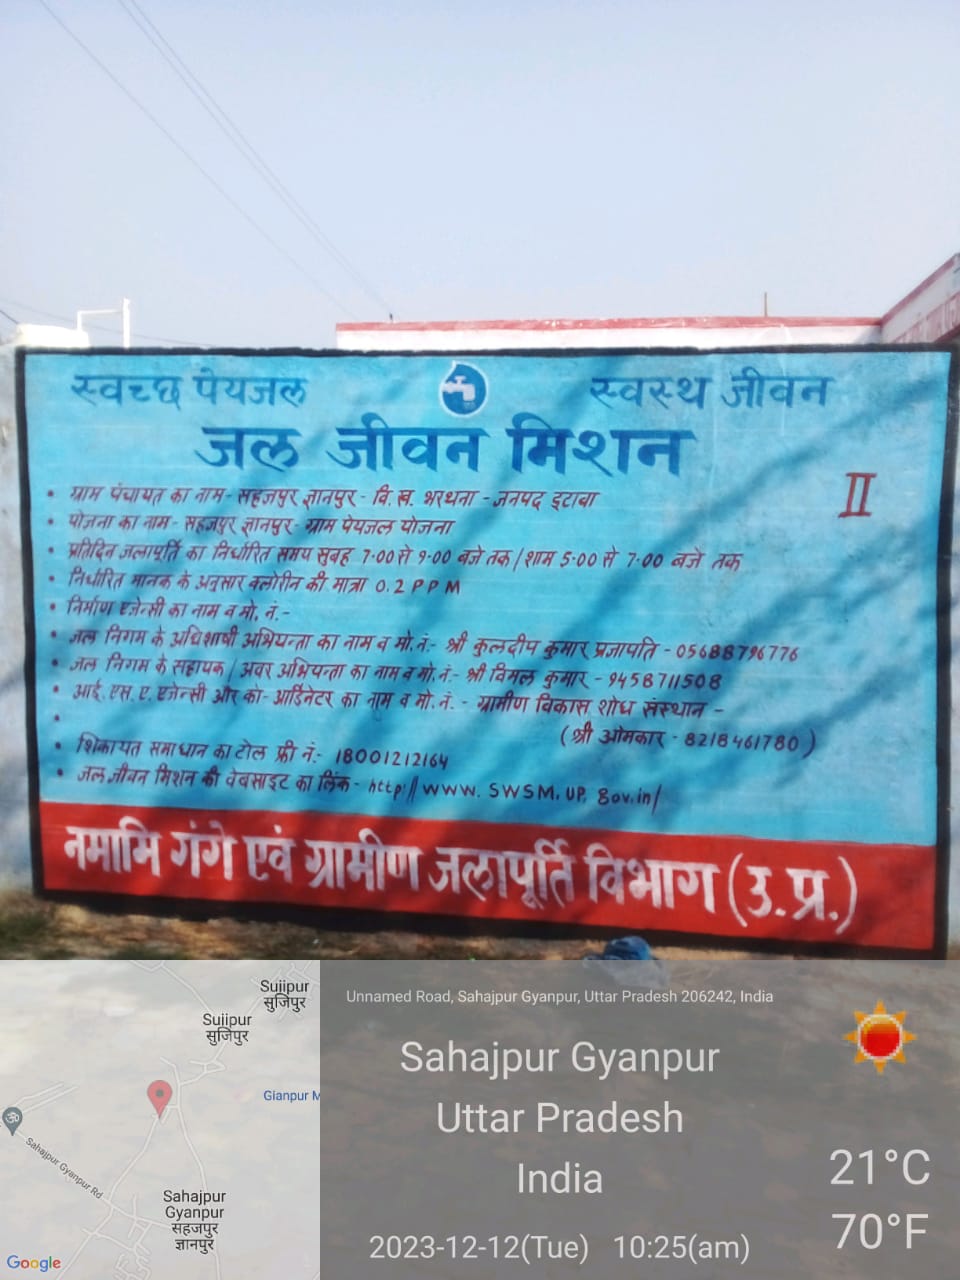 स्वच्छ पेयजल स्वस्थ जीवन
जल जीवन मिशन
II
• ग्राम पंचायत का नाम- सहजपुर ज्ञानपुर - वि.ख. भरथना - जनपद इटावा
• योजना का नाम- सहजपुर ज्ञानपुर- ग्राम पेयजल योजना
• प्रतिदिन जलापूर्ति का निर्धारित समय सुबह 7.00 से 9.00 बजे तक / शाम 5.00 से 7.00 बजे तक
• निर्धारित मानक के अनुसार क्लोरीन की मात्रा 0.2 PPM
• निर्माण एजेन्सी का नाम व मो. नं.-
• जल निगम के अधिशाषी अभियन्ता का नाम व मो.नं.- श्री कुलदीप कुमार प्रजापति - 05688796776
• जल निगम के सहायक / अवर अभियन्ता का नाम व मो.नं.- श्री विमल कुमार - 9458711508
• आई. एस. ए. एजेन्सी और को- आर्डिनेटर का नाम व मो. नं. - ग्रामीण विकास शोध संस्थान -
• (श्री ओमकार - 8218461780)
• शिकायत समाधान का टोल फ्री नं:- 18001212164
• जल जीवन मिशन की वेबसाइट का लिंक - http://www.SWSM.UP.gov.in/
नमामि गंगे एवं ग्रामीण जलापूर्ति विभाग (उ.प्र.)
Sujipur
सुजिपुर
Sujipur
सुजिपुर
Gianpur M
Sahajpur Gyanpur Rd
Sahajpur
Gyanpur
सहजपुर
ज्ञानपुर
Google
Unnamed Road, Sahajpur Gyanpur, Uttar Pradesh 206242, India
Sahajpur Gyanpur
Uttar Pradesh
India
2023-12-12(Tue) 10:25(am)
21°C
70°F